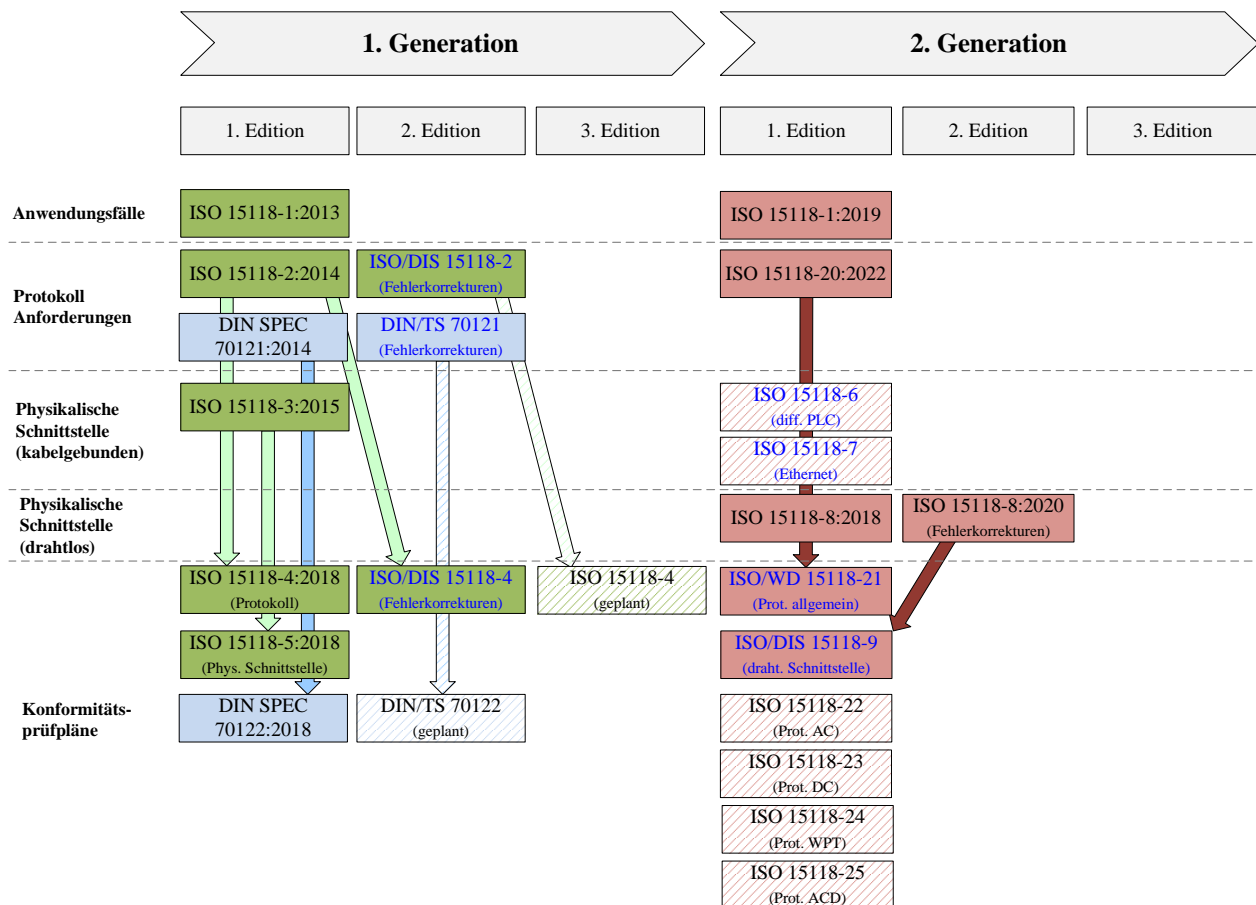 1. Generation
2. Generation
1. Edition
2. Edition
3. Edition
1. Edition
2. Edition
3. Edition
Anwendungsfälle
ISO 15118-1:2013
ISO 15118-1:2019
Protokoll
Anforderungen
ISO 15118-2:2014
ISO/DIS 15118-2
(Fehlerkorrekturen)
ISO 15118-20:2022
DIN SPEC
70121:2014
DIN/TS 70121
(Fehlerkorrekturen)
Physikalische
Schnittstelle
(kabelgebunden)
ISO 15118-3:2015
ISO 15118-6
(diff. PLC)
ISO 15118-7
(Ethernet)
Physikalische
Schnittstelle
(drahtlos)
ISO 15118-8:2018
ISO 15118-8:2020
(Fehlerkorrekturen)
Konformitäts-
prüfpläne
ISO 15118-4:2018
(Protokoll)
ISO/DIS 15118-4
(Fehlerkorrekturen)
ISO 15118-4
(geplant)
ISO/WD 15118-21
(Prot. allgemein)
ISO 15118-5:2018
(Phys. Schnittstelle)
ISO/DIS 15118-9
(draht. Schnittstelle)
DIN SPEC
70122:2018
DIN/TS 70122
(geplant)
ISO 15118-22
(Prot. AC)
ISO 15118-23
(Prot. DC)
ISO 15118-24
(Prot. WPT)
ISO 15118-25
(Prot. ACD)